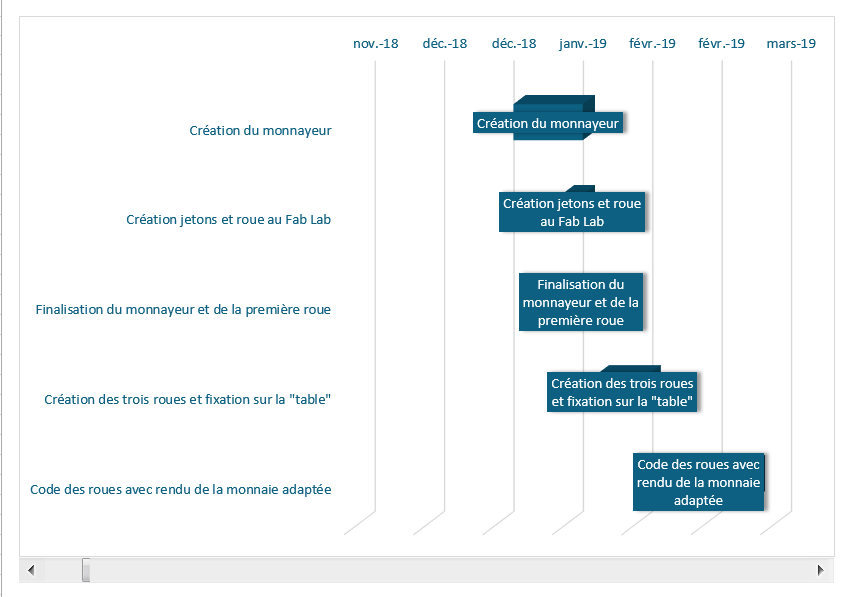 nov.-18 déc.-18 déc.-18 janv.-19 févr.-19 févr.-19 mars-19
Création du monnayeur
Création du monnayeur
Création jetons et roue au Fab Lab
Création jetons et roue
au Fab Lab
Finalisation du monnayeur et de la première roue
Finalisation du
monnayeur et de la
première roue
Création des trois roues et fixation sur la "table"
Création des trois roues
et fixation sur la "table"
Code des roues avec rendu de la monnaie adaptée
Code des roues avec
rendu de la monnaie
adaptée